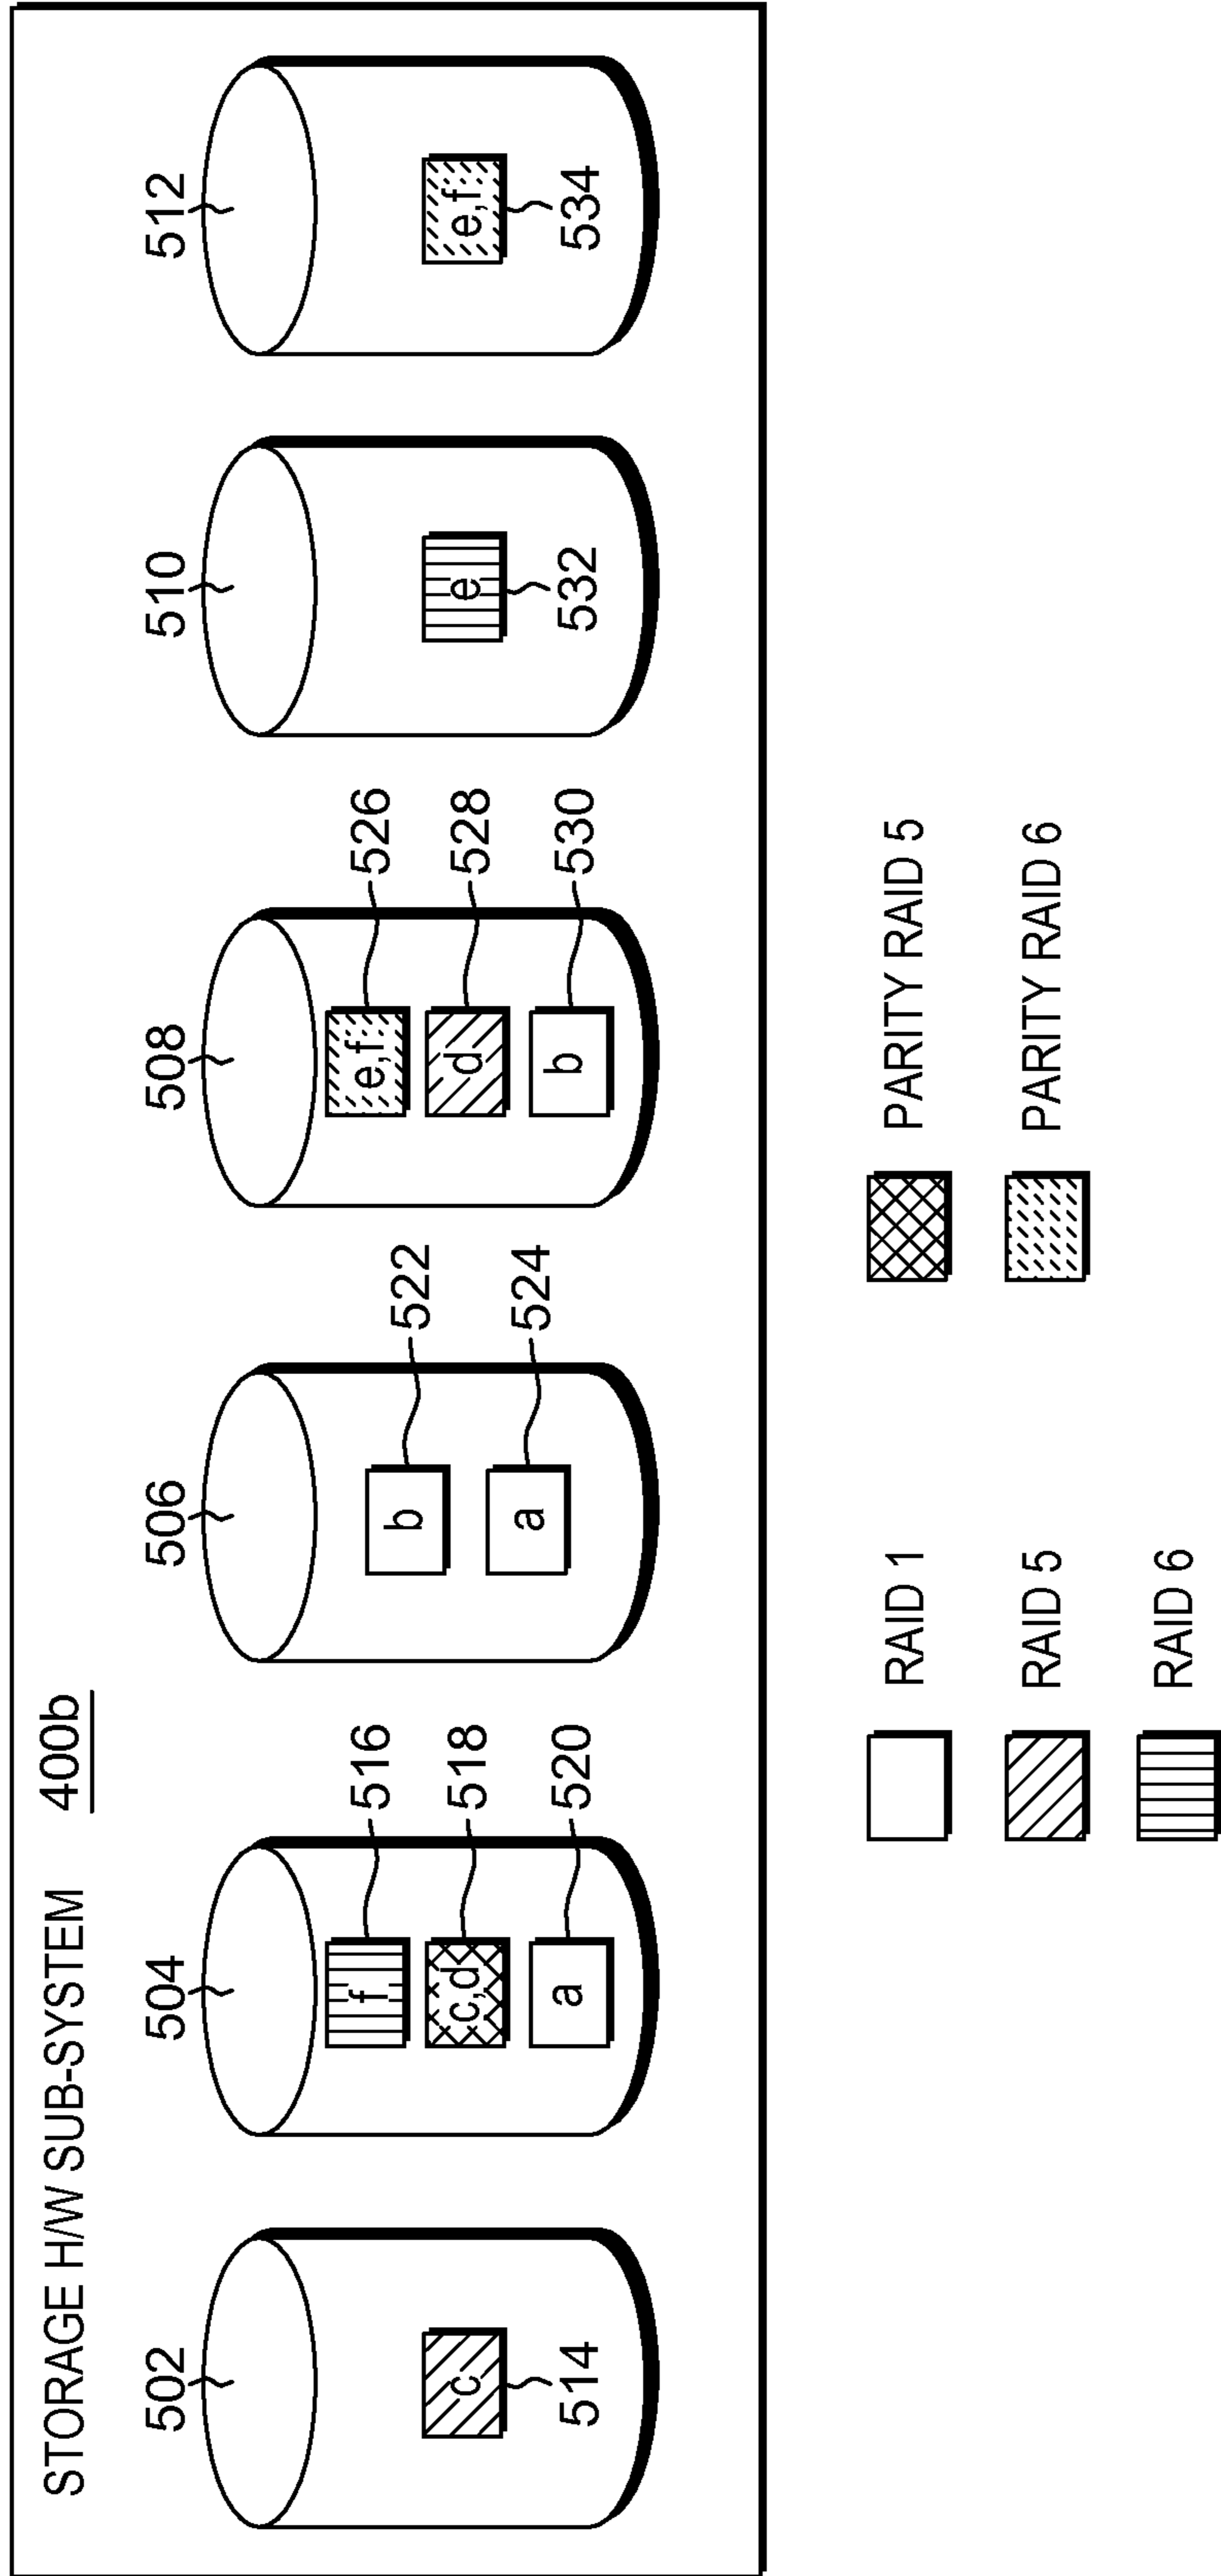 STORAGE H/W SUB-SYSTEM 400b
502 504 506 508 510 512
f 516 e,f 526
b 522
c c,d 518 d 528 e e,f
a 524
a 520 b 530
514 532 534
RAID 1 PARITY RAID 5
RAID 5 PARITY RAID 6
RAID 6